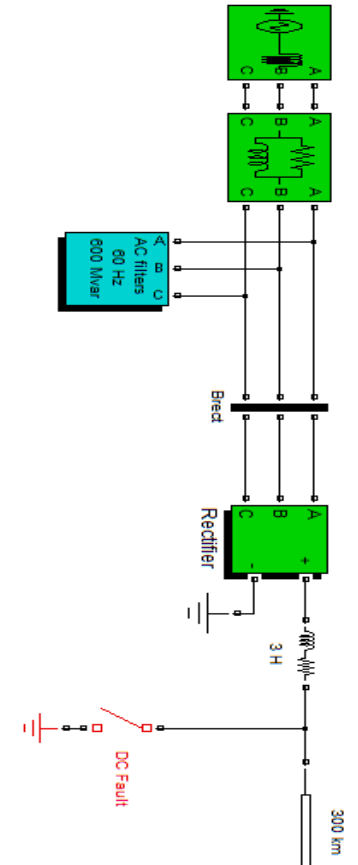 A
B
C
A
B
C
A
B
C
A
B
C
AC filters
60 Hz
600 Mvar
Brect
A
B
C
+
-
Rectifier
3 H
DC Fault
300 km